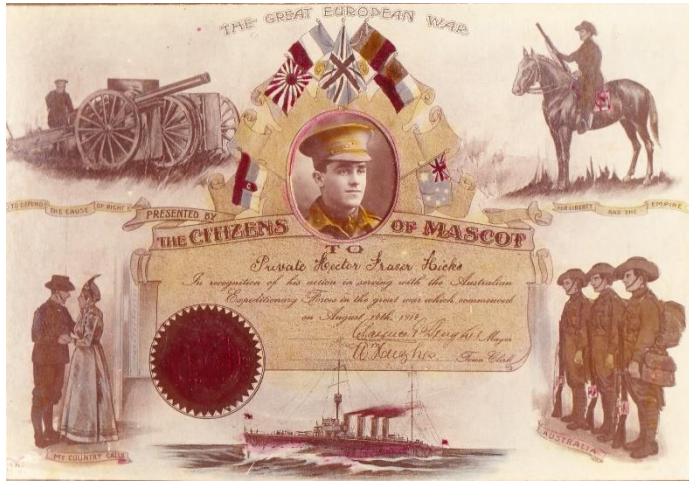 THE GREAT EUROPEAN WAR
TO DEFEND THE CAUSE OF RIGHT
FOR LIBERTY AND THE EMPIRE
PRESENTED BY
THE CITIZENS OF MASCOT
TO
Private Hector Fraser Hicks
In recognition of his action in serving with the Australian
Expeditionary Forces in the great war which commenced
on August 14th, 1914
Mayor
Town Clerk
MY COUNTRY CALLS
AUSTRALIA